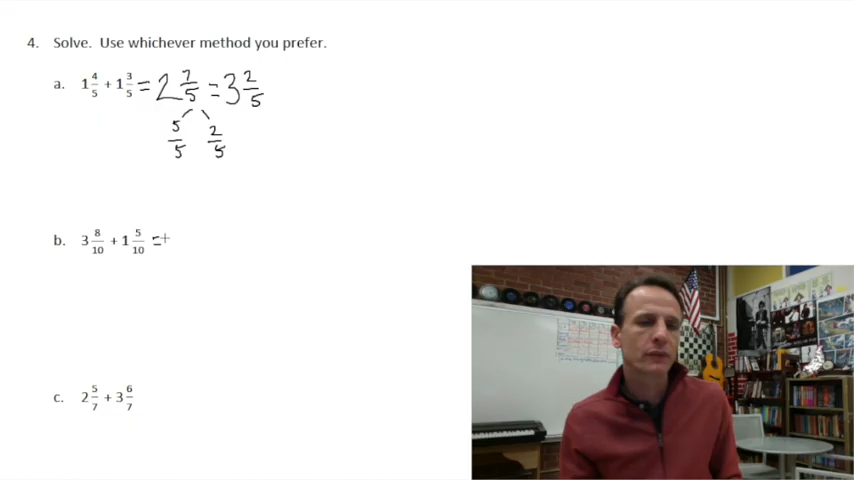 4. Solve. Use whichever method you prefer.
a. 1 4/5 + 1 3/5 = 2 7/5 = 3 2/5
5/5 2/5
b. 3 8/10 + 1 5/10 =
c. 2 5/7 + 3 6/7